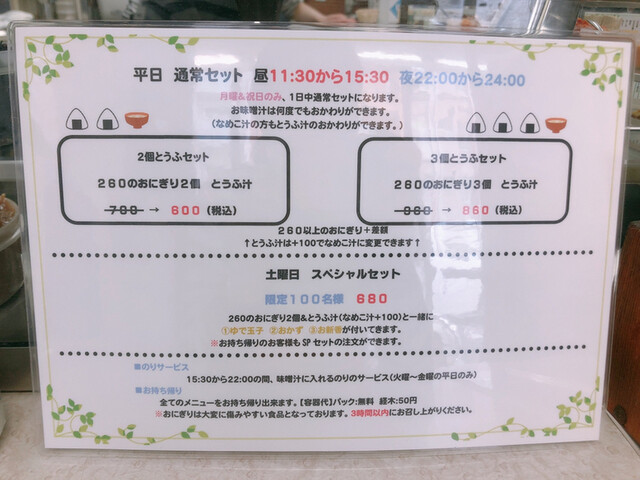 平日 通常セット 昼11:30から15:30 夜22:00から24:00
月曜&祝日のみ、1日中通常セットになります。
お味噌汁は何度でもおかわりができます。
(なめこ汁の方もとうふ汁のおかわりができます。)
2個とうふセット
260のおにぎり2個 とうふ汁
700 → 600(税込)
3個とうふセット
260のおにぎり3個 とうふ汁
960 → 860(税込)
260以上のおにぎり+差額
↑とうふ汁は+100でなめこ汁に変更できます↑
土曜日 スペシャルセット
限定100名様 680
260のおにぎり2個&とうふ汁(なめこ汁+100)と一緒に
①ゆで玉子 ②おかず ③お新香が付いてきます。
※お持ち帰りのお客様もSPセットの注文ができます。
■のりサービス
15:30から22:00の間、味噌汁に入れるのりのサービス(火曜〜金曜の平日のみ)
■お持ち帰り
全てのメニューをお持ち帰り出来ます。【容器代】パック:無料 経木:50円
※おにぎりは大変に傷みやすい食品となっております。3時間以内にお召し上がりください。